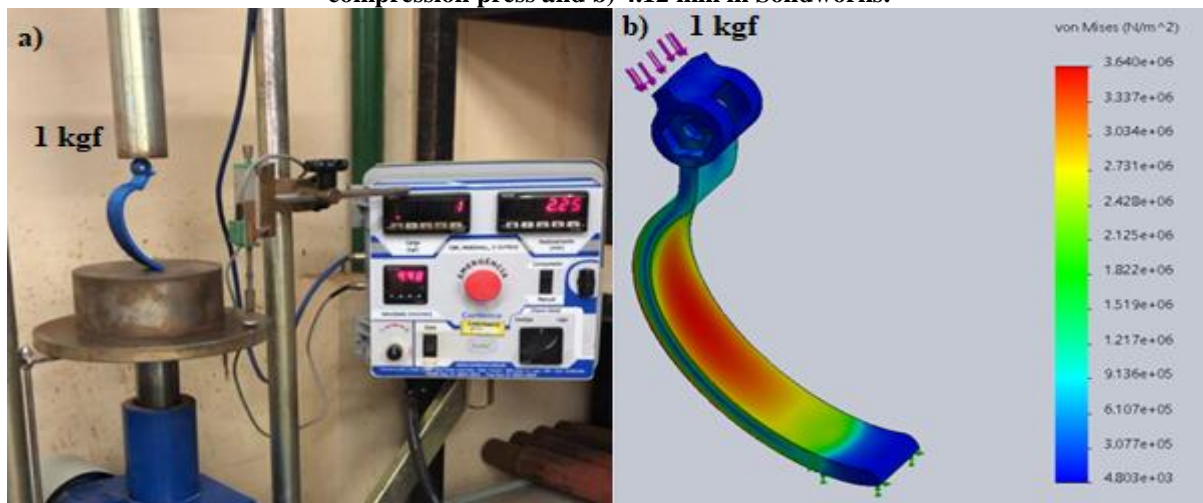 compression press and b) 4.12 mm in Solidworks.
a)
1 kgf
1
2.25
EMERGÊNCIA
b) 1 kgf
von Mises (N/m^2)
3.640e+06
3.337e+06
3.034e+06
2.731e+06
2.428e+06
2.125e+06
1.822e+06
1.519e+06
1.217e+06
9.136e+05
6.107e+05
3.077e+05
4.803e+03